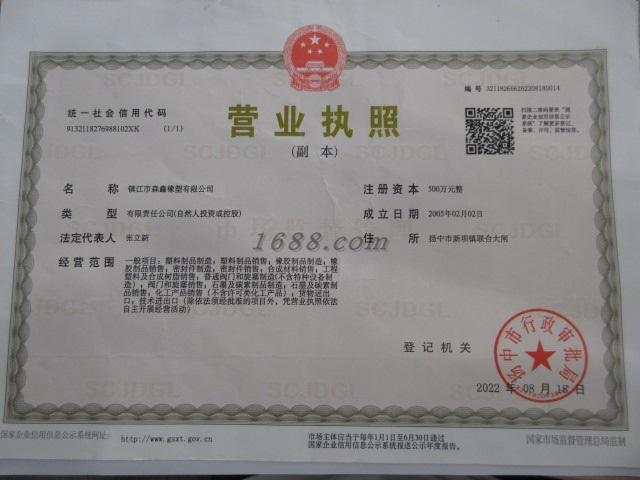 编号 321182666202208180014
统一社会信用代码
9132118276988102XK (1/1)
营业执照
(副本)
扫描二维码登录“国
家企业信用信息公示
系统”了解更多登记、
备案、许可、监管信息。
名称 镇江市森鑫橡塑有限公司
类型 有限责任公司(自然人投资或控股)
法定代表人 张立新
经营范围 一般项目：塑料制品制造；塑料制品销售；橡胶制品制造；橡
胶制品销售；密封件制造；密封件销售；合成材料销售；工程
塑料及合成树脂销售；普通阀门和旋塞制造(不含特种设备制
造)；阀门和旋塞销售；石墨及碳素制品制造；石墨及碳素制
品销售；化工产品销售（不含许可类化工产品）；货物进出
口；技术进出口（除依法须经批准的项目外，凭营业执照依法
自主开展经营活动）
注册资本 500万元整
成立日期 2005年02月02日
住所 扬中市新坝镇联合大闸
1688.com
登记机关
扬中市行政审批局
2022 年 08 月 18 日
国家企业信用信息公示系统网址： http://www.gsxt.gov.cn
市场主体应当于每年1月1日至6月30日通过
国家企业信用信息公示系统报送公示年度报告。
国家市场监督管理总局监制